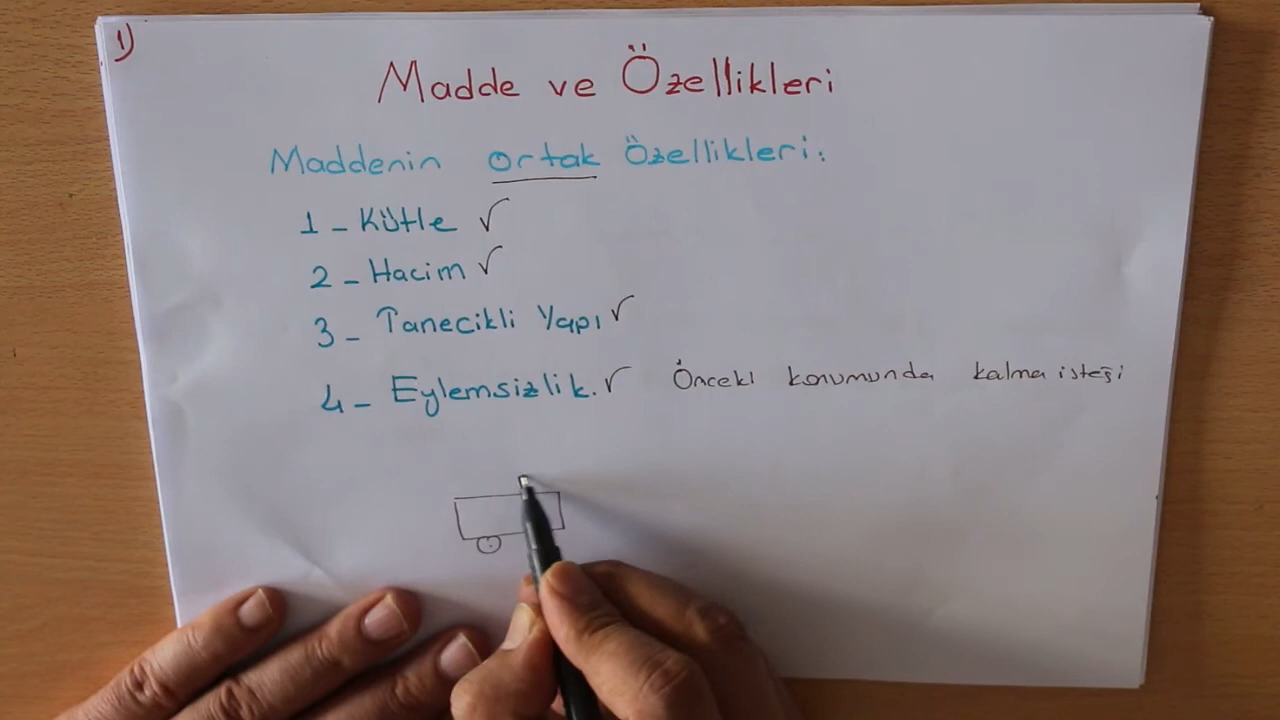 1)
Madde ve Özellikleri
Maddenin ortak Özellikleri:
1 - Kütle ✓
2 - Hacim ✓
3 - Tanecikli Yapı ✓
4 - Eylemsizlik. ✓ Önceki konumunda kalma isteği